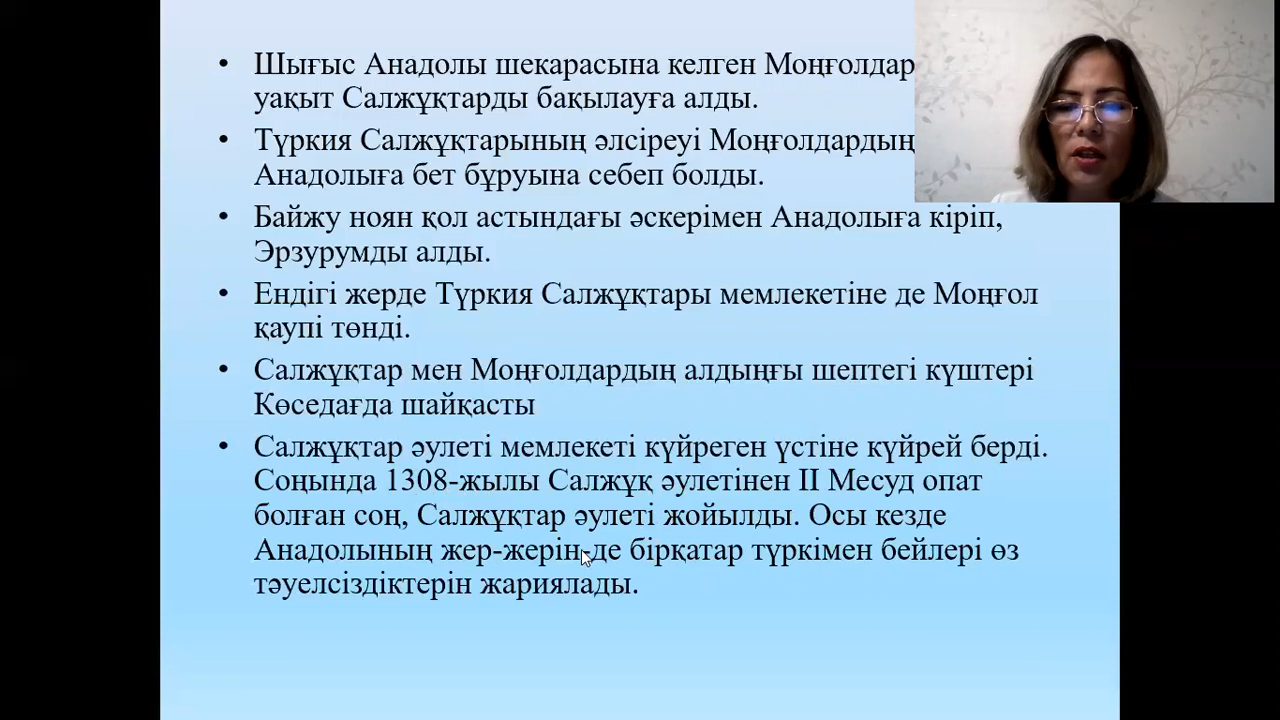 Шығыс Анадолы шекарасына келген Моңғолдар
уақыт Салжұқтарды бақылауға алды.
Түркия Салжұқтарының әлсіреуі Моңғолдардың
Анадолыға бет бұруына себеп болды.
Байжу ноян қол астындағы әскерімен Анадолыға кіріп,
Эрзурумды алды.
Ендігі жерде Түркия Салжұқтары мемлекетіне де Моңғол
қаупі төнді.
Салжұқтар мен Моңғолдардың алдыңғы шептегі күштері
Көседағда шайқасты
Салжұқтар әулеті мемлекеті күйреген үстіне күйрей берді.
Соңында 1308-жылы Салжұқ әулетінен II Месуд опат
болған соң, Салжұқтар әулеті жойылды. Осы кезде
Анадолының жер-жерін-де бірқатар түркімен бейлері өз
тәуелсіздіктерін жариялады.